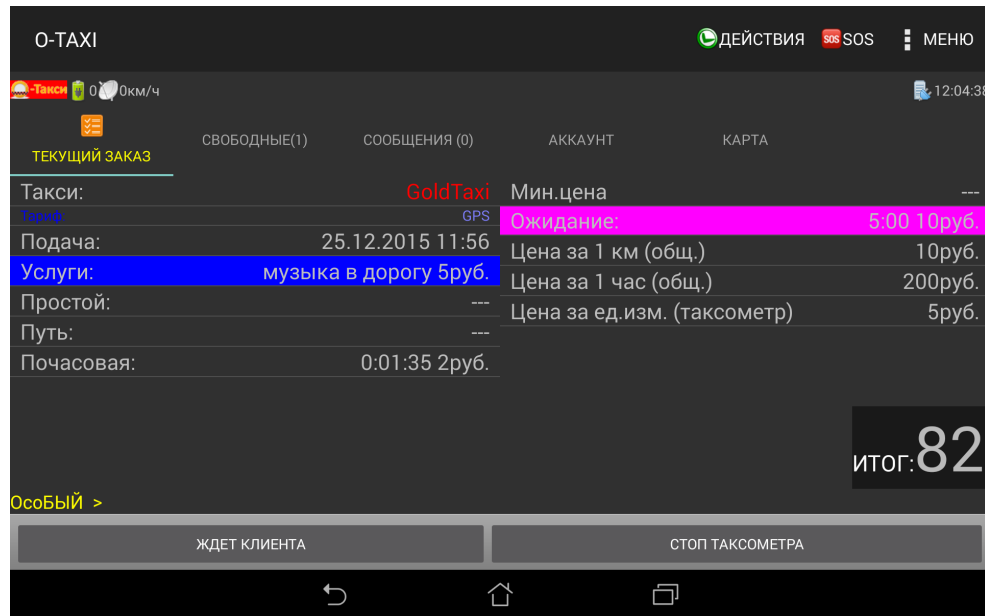 O-TAXI
ДЕЙСТВИЯ
SOS SOS
МЕНЮ
-Такси 0 0км/ч
12:04:38
ТЕКУЩИЙ ЗАКАЗ
СВОБОДНЫЕ(1)
СООБЩЕНИЯ (0)
АККАУНТ
КАРТА
Такси: GoldTaxi
Тариф: GPS
Подача: 25.12.2015 11:56
Услуги: музыка в дорогу 5руб.
Простой: ---
Путь: ---
Почасовая: 0:01:35 2руб.
Мин.цена ---
Ожидание: 5:00 10руб.
Цена за 1 км (общ.) 10руб.
Цена за 1 час (общ.) 200руб.
Цена за ед.изм. (таксометр) 5руб.
ИТОГ:82
ОсоБЫЙ >
ЖДЕТ КЛИЕНТА
СТОП ТАКСОМЕТРА